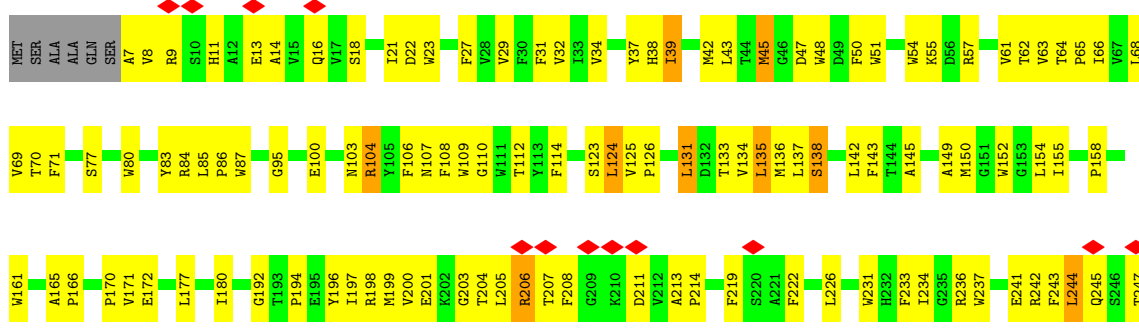 MET SER ALA ALA GLN SER A7 V8 R9 S10 H11 A12 E13 A14 V15 Q16 V17 S18 I21 D22 W23 F27 V28 V29 F30 F31 V32 I33 V34 Y37 H38 I39 M42 L43 T44 M45 G46 D47 W48 D49 F50 W51 W54 K55 D56 R57 V61 T62 V63 T64 P65 I66 V67 L68
V69 T70 F71 S77 W80 Y83 R84 L85 P86 W87 G95 E100 N103 R104 Y105 F106 N107 F108 W109 G110 W111 T112 Y113 F114 S123 L124 V125 P126 L131 D132 T133 V134 L135 M136 L137 S138 L142 F143 T144 A145 A149 M150 G151 W152 G153 L154 I155 P158
W161 A165 P166 P170 V171 E172 L177 I180 G192 T193 P194 E195 Y196 I197 R198 M199 V200 E201 K202 G203 T204 L205 R206 T207 F208 G209 K210 D211 V212 A213 P214 F219 S220 A221 F222 L226 W231 H232 F233 I234 G235 R236 W237 E241 R242 F243 L244 Q245 S246